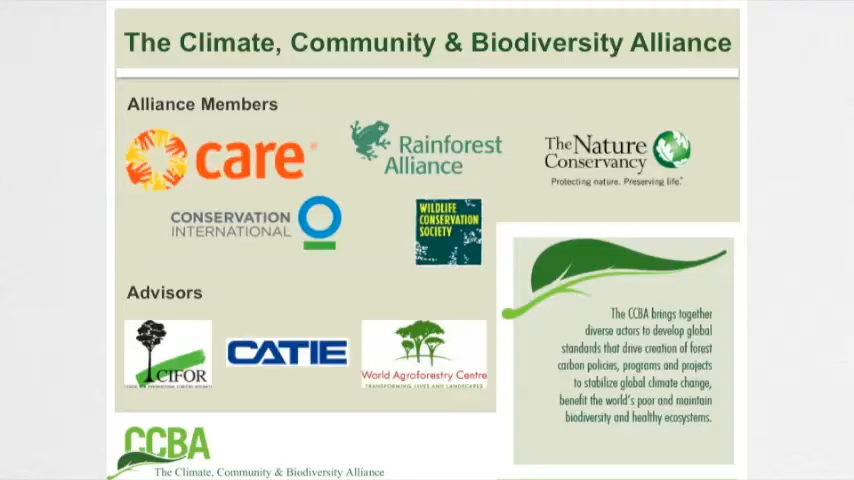 The Climate, Community & Biodiversity Alliance
Alliance Members
care
Rainforest
Alliance
The Nature
Conservancy
Protecting nature. Preserving life.™
CONSERVATION
INTERNATIONAL
WILDLIFE
CONSERVATION
SOCIETY
Advisors
CIFOR
CATIE
World Agroforestry Centre
TRANSFORMING LIVES AND LANDSCAPES
The CCBA brings together
diverse actors to develop global
standards that drive creation of forest
carbon policies, programs and projects
to stabilize global climate change,
benefit the world's poor and maintain
biodiversity and healthy ecosystems.
CCBA
The Climate, Community & Biodiversity Alliance